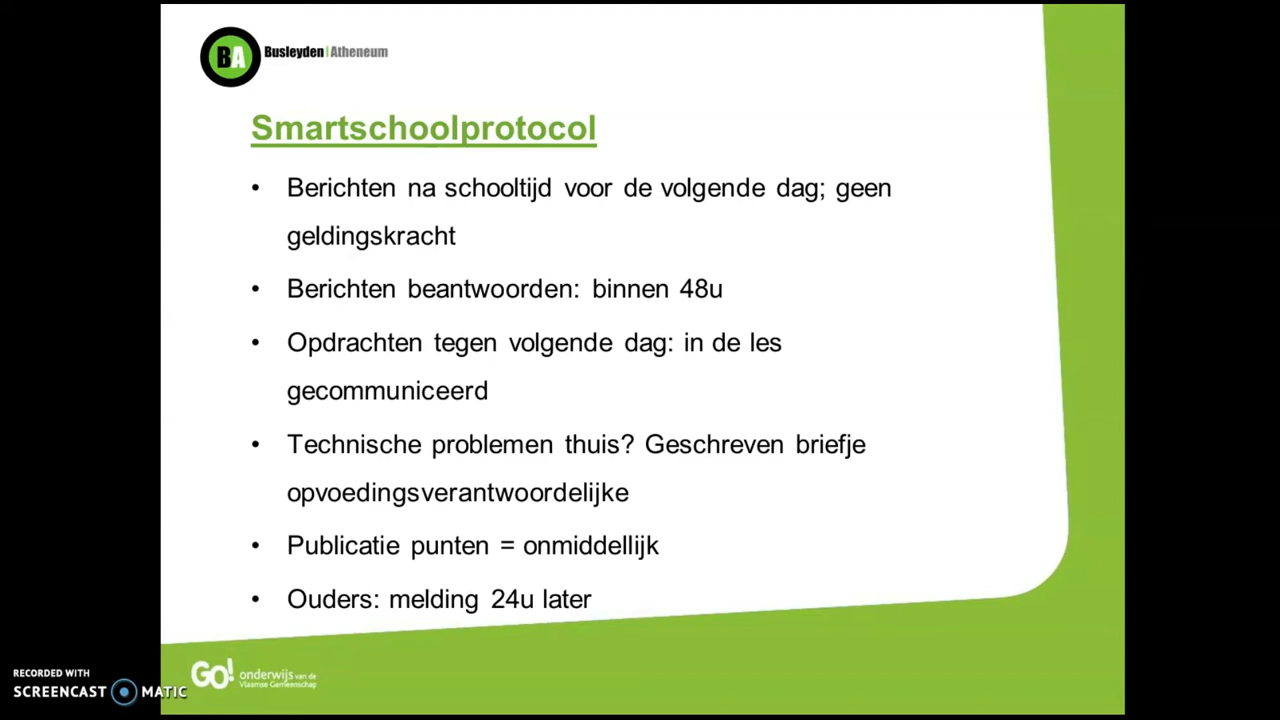 BA Busleyden Atheneum
Smartschoolprotocol
• Berichten na schooltijd voor de volgende dag; geen
geldingskracht
• Berichten beantwoorden: binnen 48u
• Opdrachten tegen volgende dag: in de les
gecommuniceerd
• Technische problemen thuis? Geschreven briefje
opvoedingsverantwoordelijke
• Publicatie punten = onmiddellijk
• Ouders: melding 24u later
GO! onderwijs van de
Vlaamse Gemeenschap
RECORDED WITH
SCREENCAST MATIC